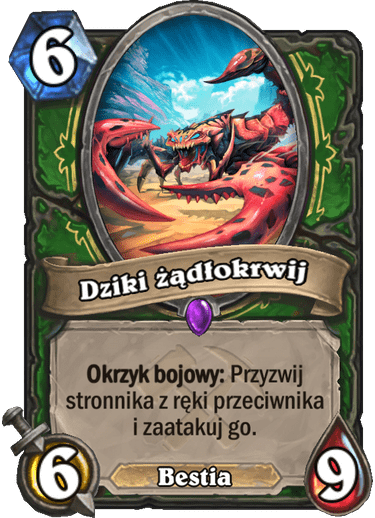 6
Dziki żądłokrwij
Okrzyk bojowy: Przyzwij
stronnika z ręki przeciwnika
i zaatakuj go.
6
Bestia
9